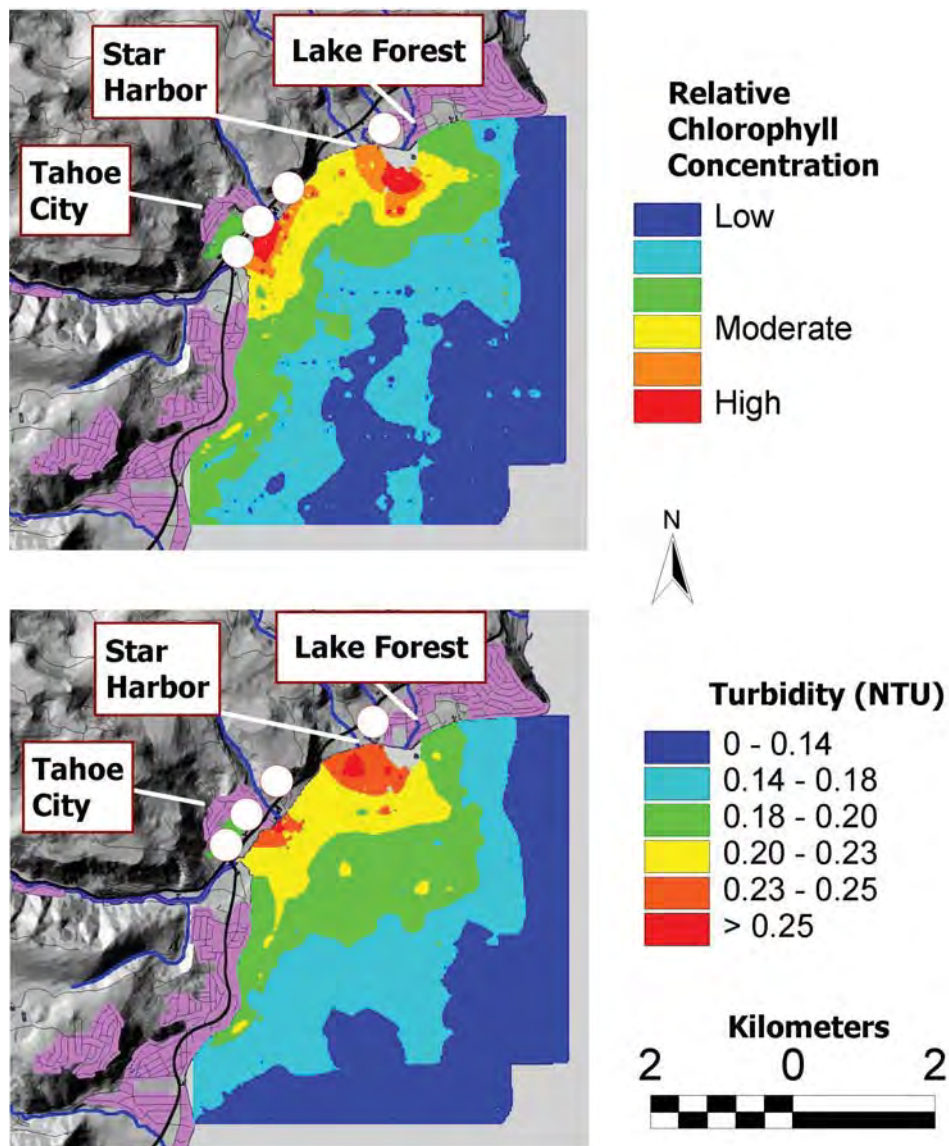 Star
Harbor
Lake Forest
Tahoe
City
Relative
Chlorophyll
Concentration
Low
Moderate
High
N
Star
Harbor
Lake Forest
Tahoe
City
Turbidity (NTU)
0 - 0.14
0.14 - 0.18
0.18 - 0.20
0.20 - 0.23
0.23 - 0.25
> 0.25
Kilometers
2 0 2